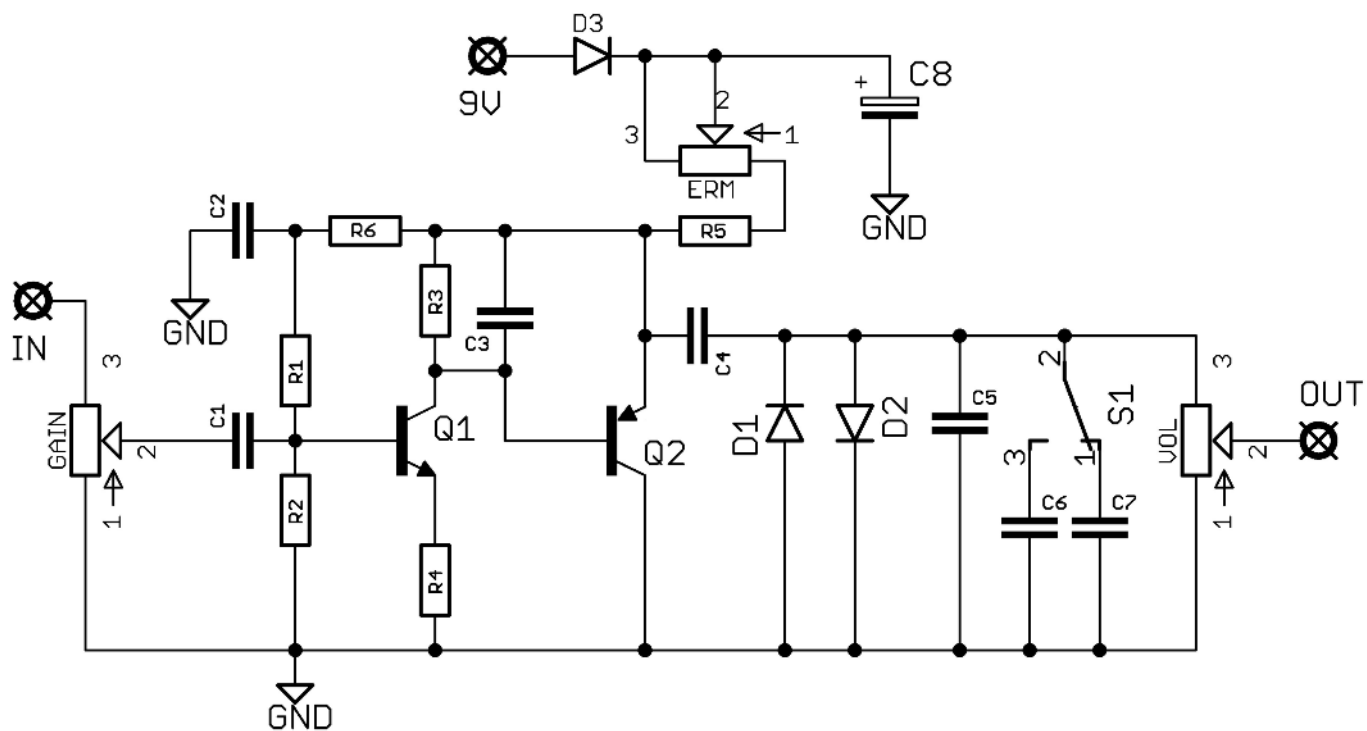 D3
9V
C8
+
2
3
1
ERM
GND
C2
R6
R5
GND
IN
R3
C3
C4
3
R1
C1
GAIN
2
1
R2
Q1
R4
Q2
D1
D2
C5
2
S1
3
1
C6
C7
3
VOL
2
1
OUT
GND